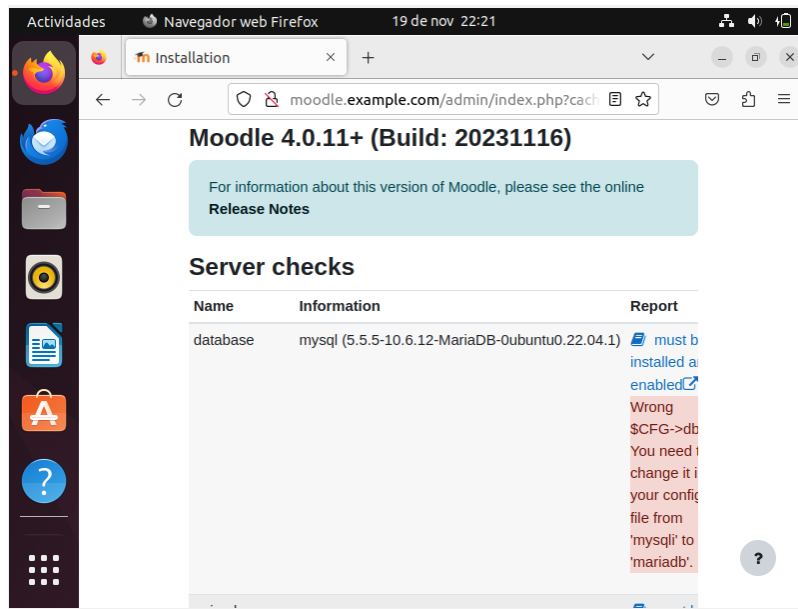 Actividades
Navegador web Firefox
19 de nov 22:21
Installation
moodle.example.com/admin/index.php?cach
Moodle 4.0.11+ (Build: 20231116)
For information about this version of Moodle, please see the online
Release Notes
Server checks
Name Information Report
database mysql (5.5.5-10.6.12-MariaDB-0ubuntu0.22.04.1) must b
installed a
enabled
Wrong
$CFG->db
You need t
change it i
your config
file from
'mysqli' to
'mariadb'.
?